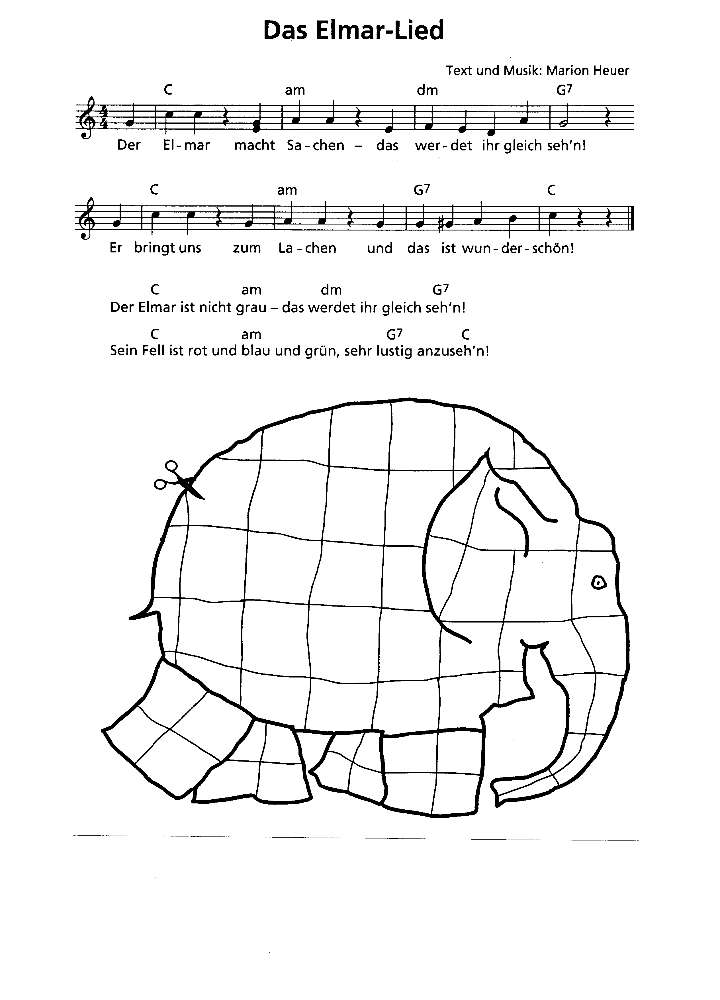 Das Elmar-Lied
Text und Musik: Marion Heuer
C am dm G7
4
4
Der El-mar macht Sa-chen – das wer-det ihr gleich seh'n!
C am G7 C
Er bringt uns zum La-chen und das ist wun-der-schön!
C am dm G7
Der Elmar ist nicht grau – das werdet ihr gleich seh'n!
C am G7 C
Sein Fell ist rot und blau und grün, sehr lustig anzuseh'n!